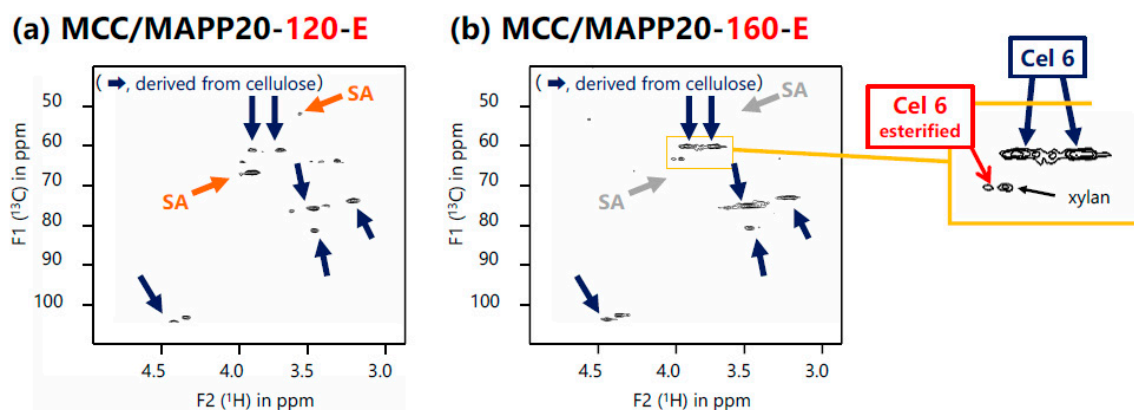 (a) MCC/MAPP20-120-E
( ➡, derived from cellulose)
SA
SA
50
60
70
80
90
100
F1 (¹³C) in ppm
4.5 4.0 3.5 3.0
F2 (¹H) in ppm
(b) MCC/MAPP20-160-E
( ➡, derived from cellulose)
SA
SA
50
60
70
80
90
100
F1 (¹³C) in ppm
4.5 4.0 3.5 3.0
F2 (¹H) in ppm
Cel 6
Cel 6
esterified
xylan